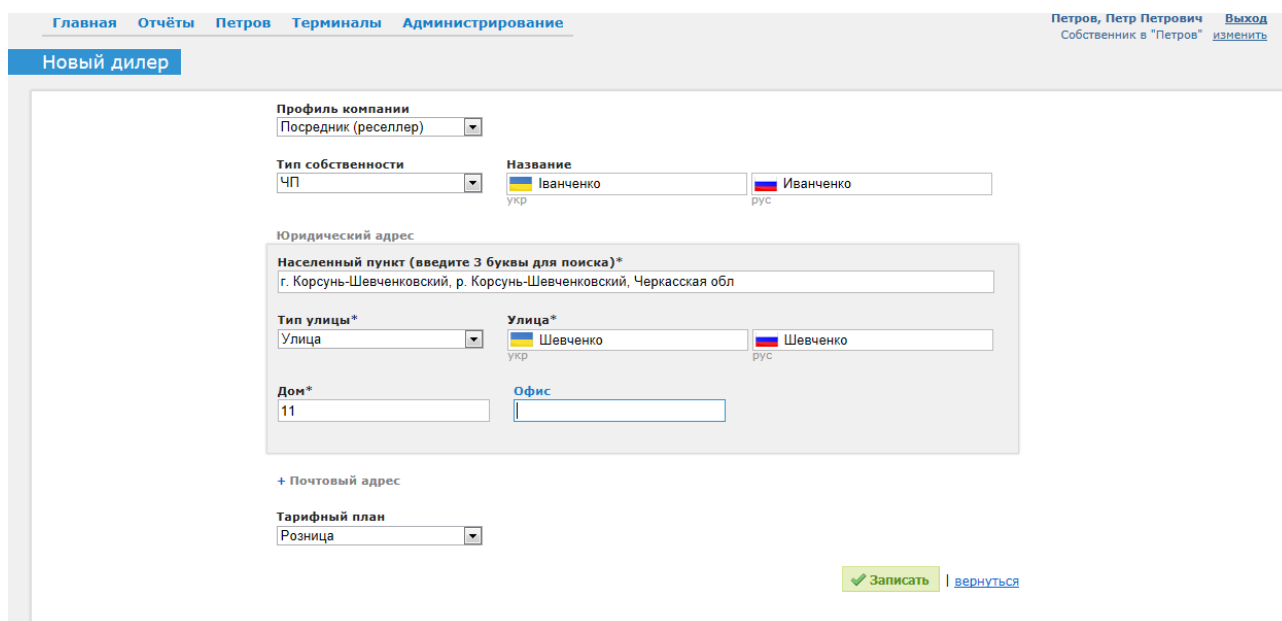 Главная Отчёты Петров Терминалы Администрирование
Петров, Петр Петрович Выход
Собственник в "Петров" изменить
Новый дилер
Профиль компании
Посредник (реселлер)
Тип собственности Название
ЧП Іванченко Иванченко
укр рус
Юридический адрес
Населенный пункт (введите 3 буквы для поиска)*
г. Корсунь-Шевченковский, р. Корсунь-Шевченковский, Черкасская обл
Тип улицы* Улица*
Улица Шевченко Шевченко
укр рус
Дом* Офис
11
+ Почтовый адрес
Тарифный план
Розница
Записать | вернуться